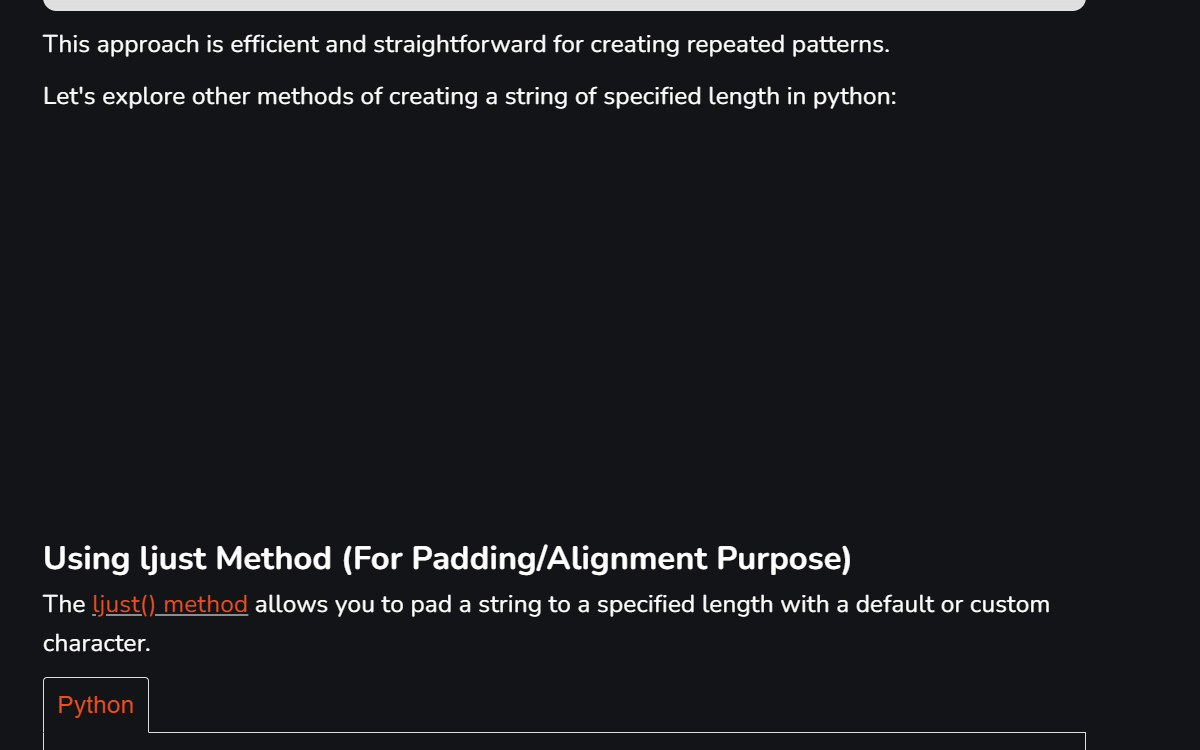 This approach is efficient and straightforward for creating repeated patterns.
Let's explore other methods of creating a string of specified length in python:
Using ljust Method (For Padding/Alignment Purpose)
The ljust() method allows you to pad a string to a specified length with a default or custom
character.
Python